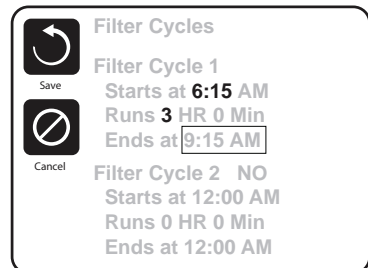 Filter Cycles
Save
Filter Cycle 1
Starts at 6:15 AM
Runs 3 HR 0 Min
Ends at 9:15 AM
Cancel
Filter Cycle 2 NO
Starts at 12:00 AM
Runs 0 HR 0 Min
Ends at 12:00 AM